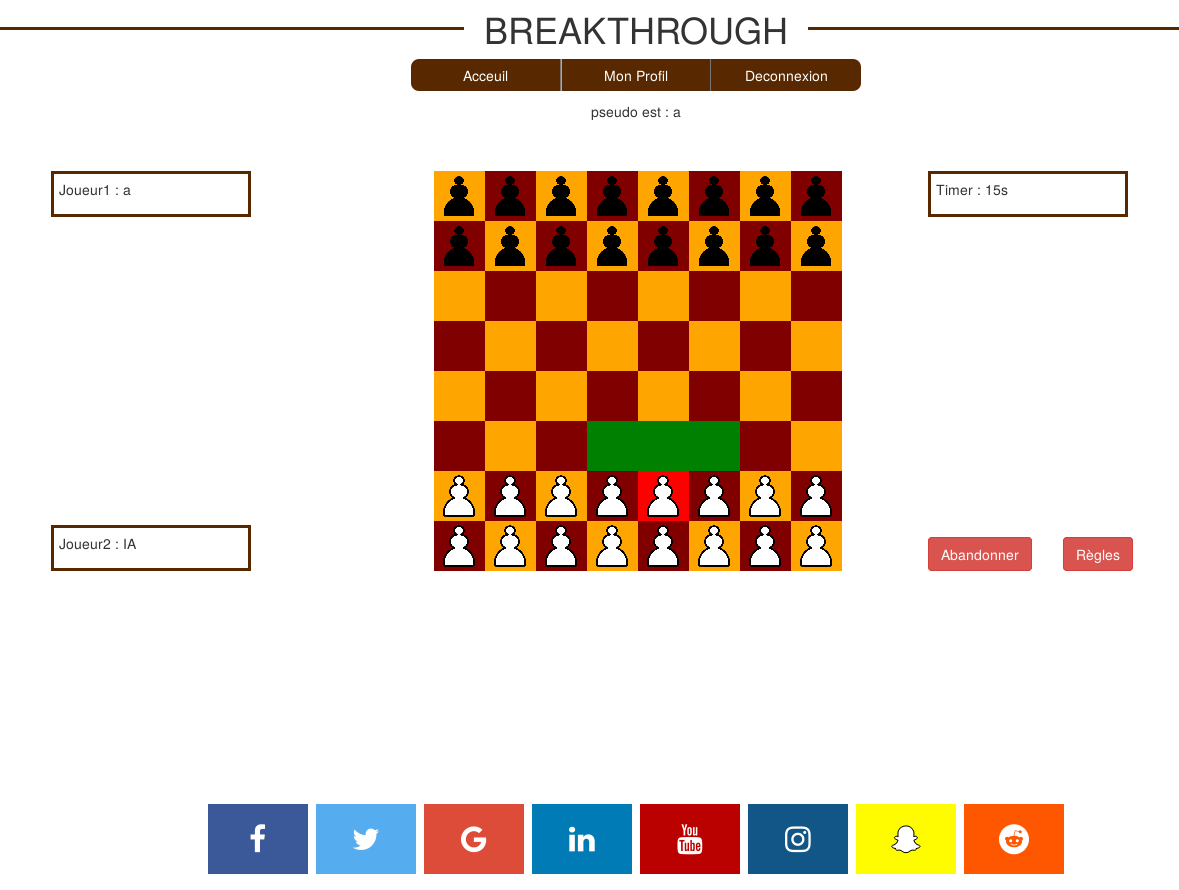 BREAKTHROUGH
Acceuil
Mon Profil
Deconnexion
pseudo est : a
Joueur1 : a
Timer : 15s
Joueur2 : IA
Abandonner
Règles
f
G
in
You
Tube